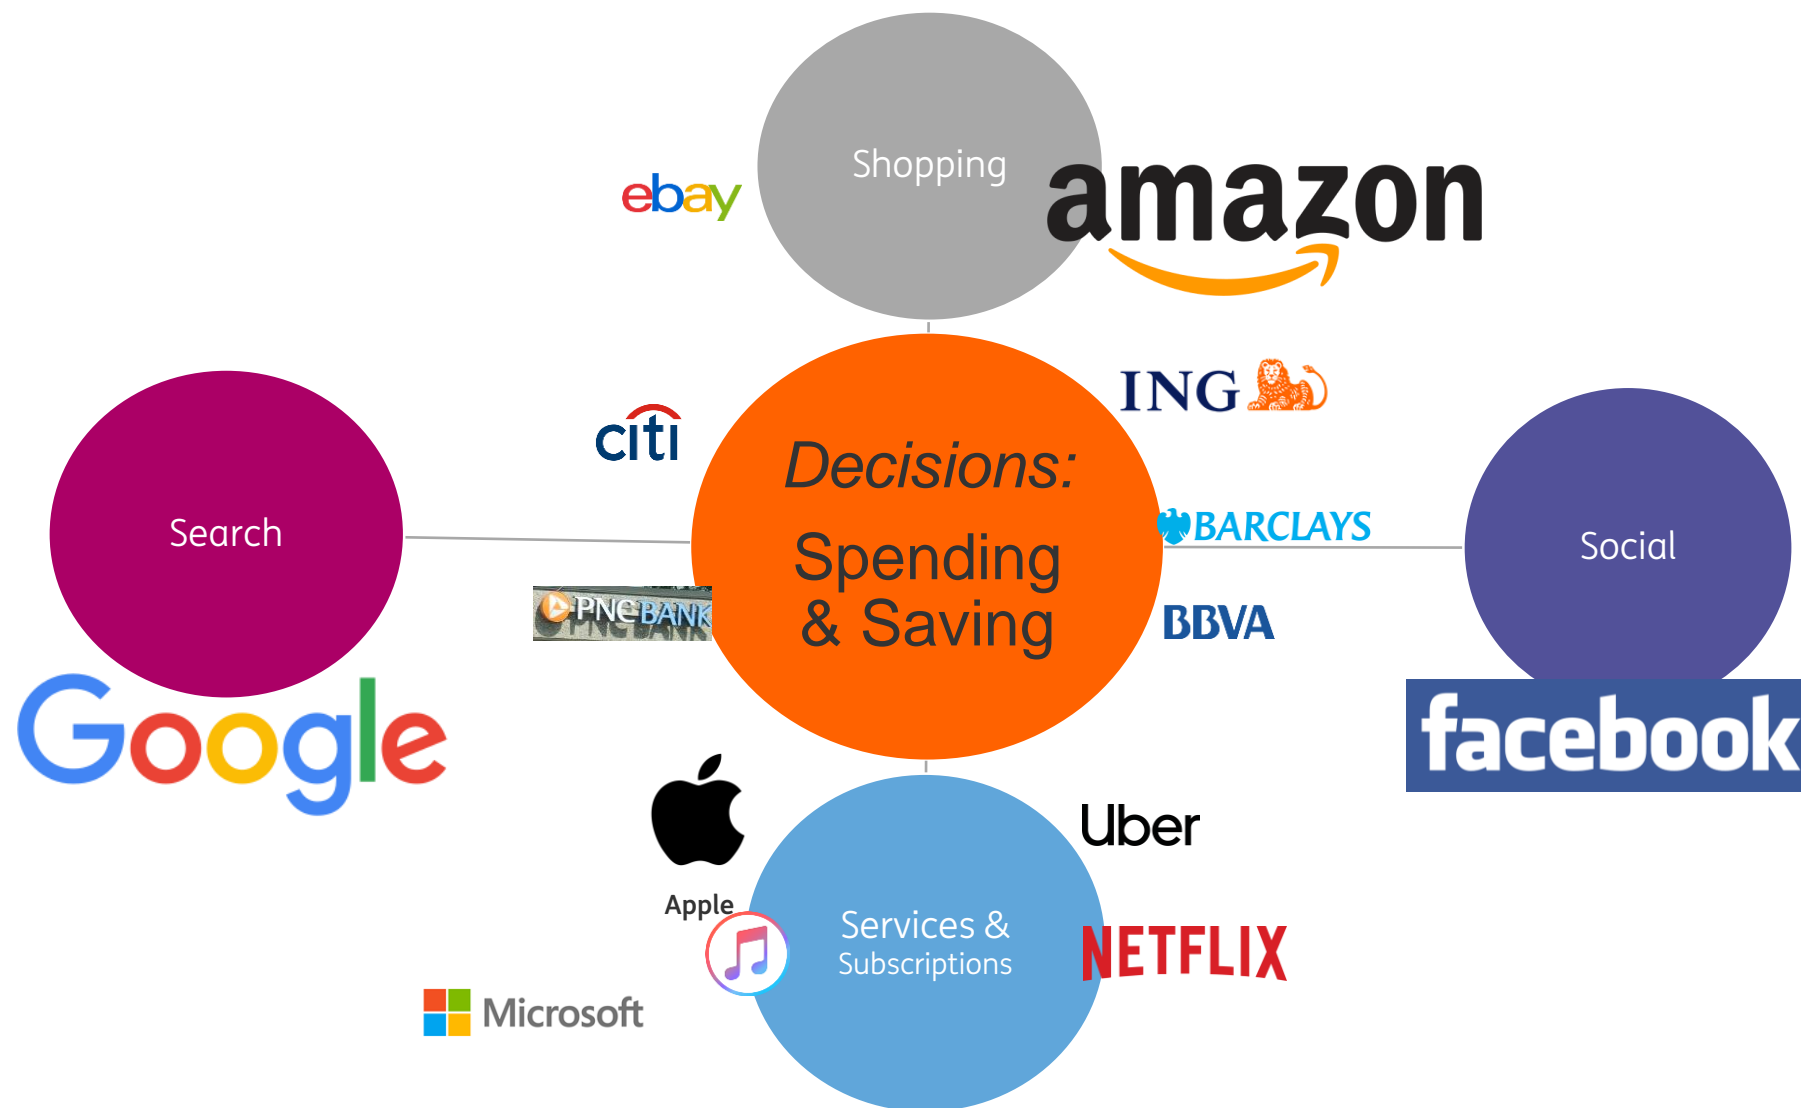 Shopping
ebay
amazon
ING
citi
Decisions:
Spending
& Saving
Search
BARCLAYS
Social
PNC BANK
BBVA
Google
facebook
Apple
Uber
Services &
Subscriptions
NETFLIX
Microsoft